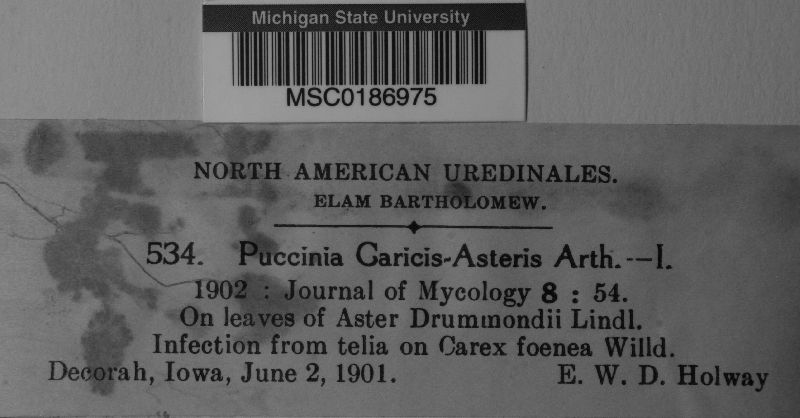 Michigan State University
MSC0186975
NORTH AMERICAN UREDINALES.
ELAM BARTHOLOMEW.
534. Puccinia Caricis-Asteris Arth.--I.
1902 : Journal of Mycology 8 : 54.
On leaves of Aster Drummondii Lindl.
Infection from telia on Carex foenea Willd.
Decorah, Iowa, June 2, 1901. E. W. D. Holway